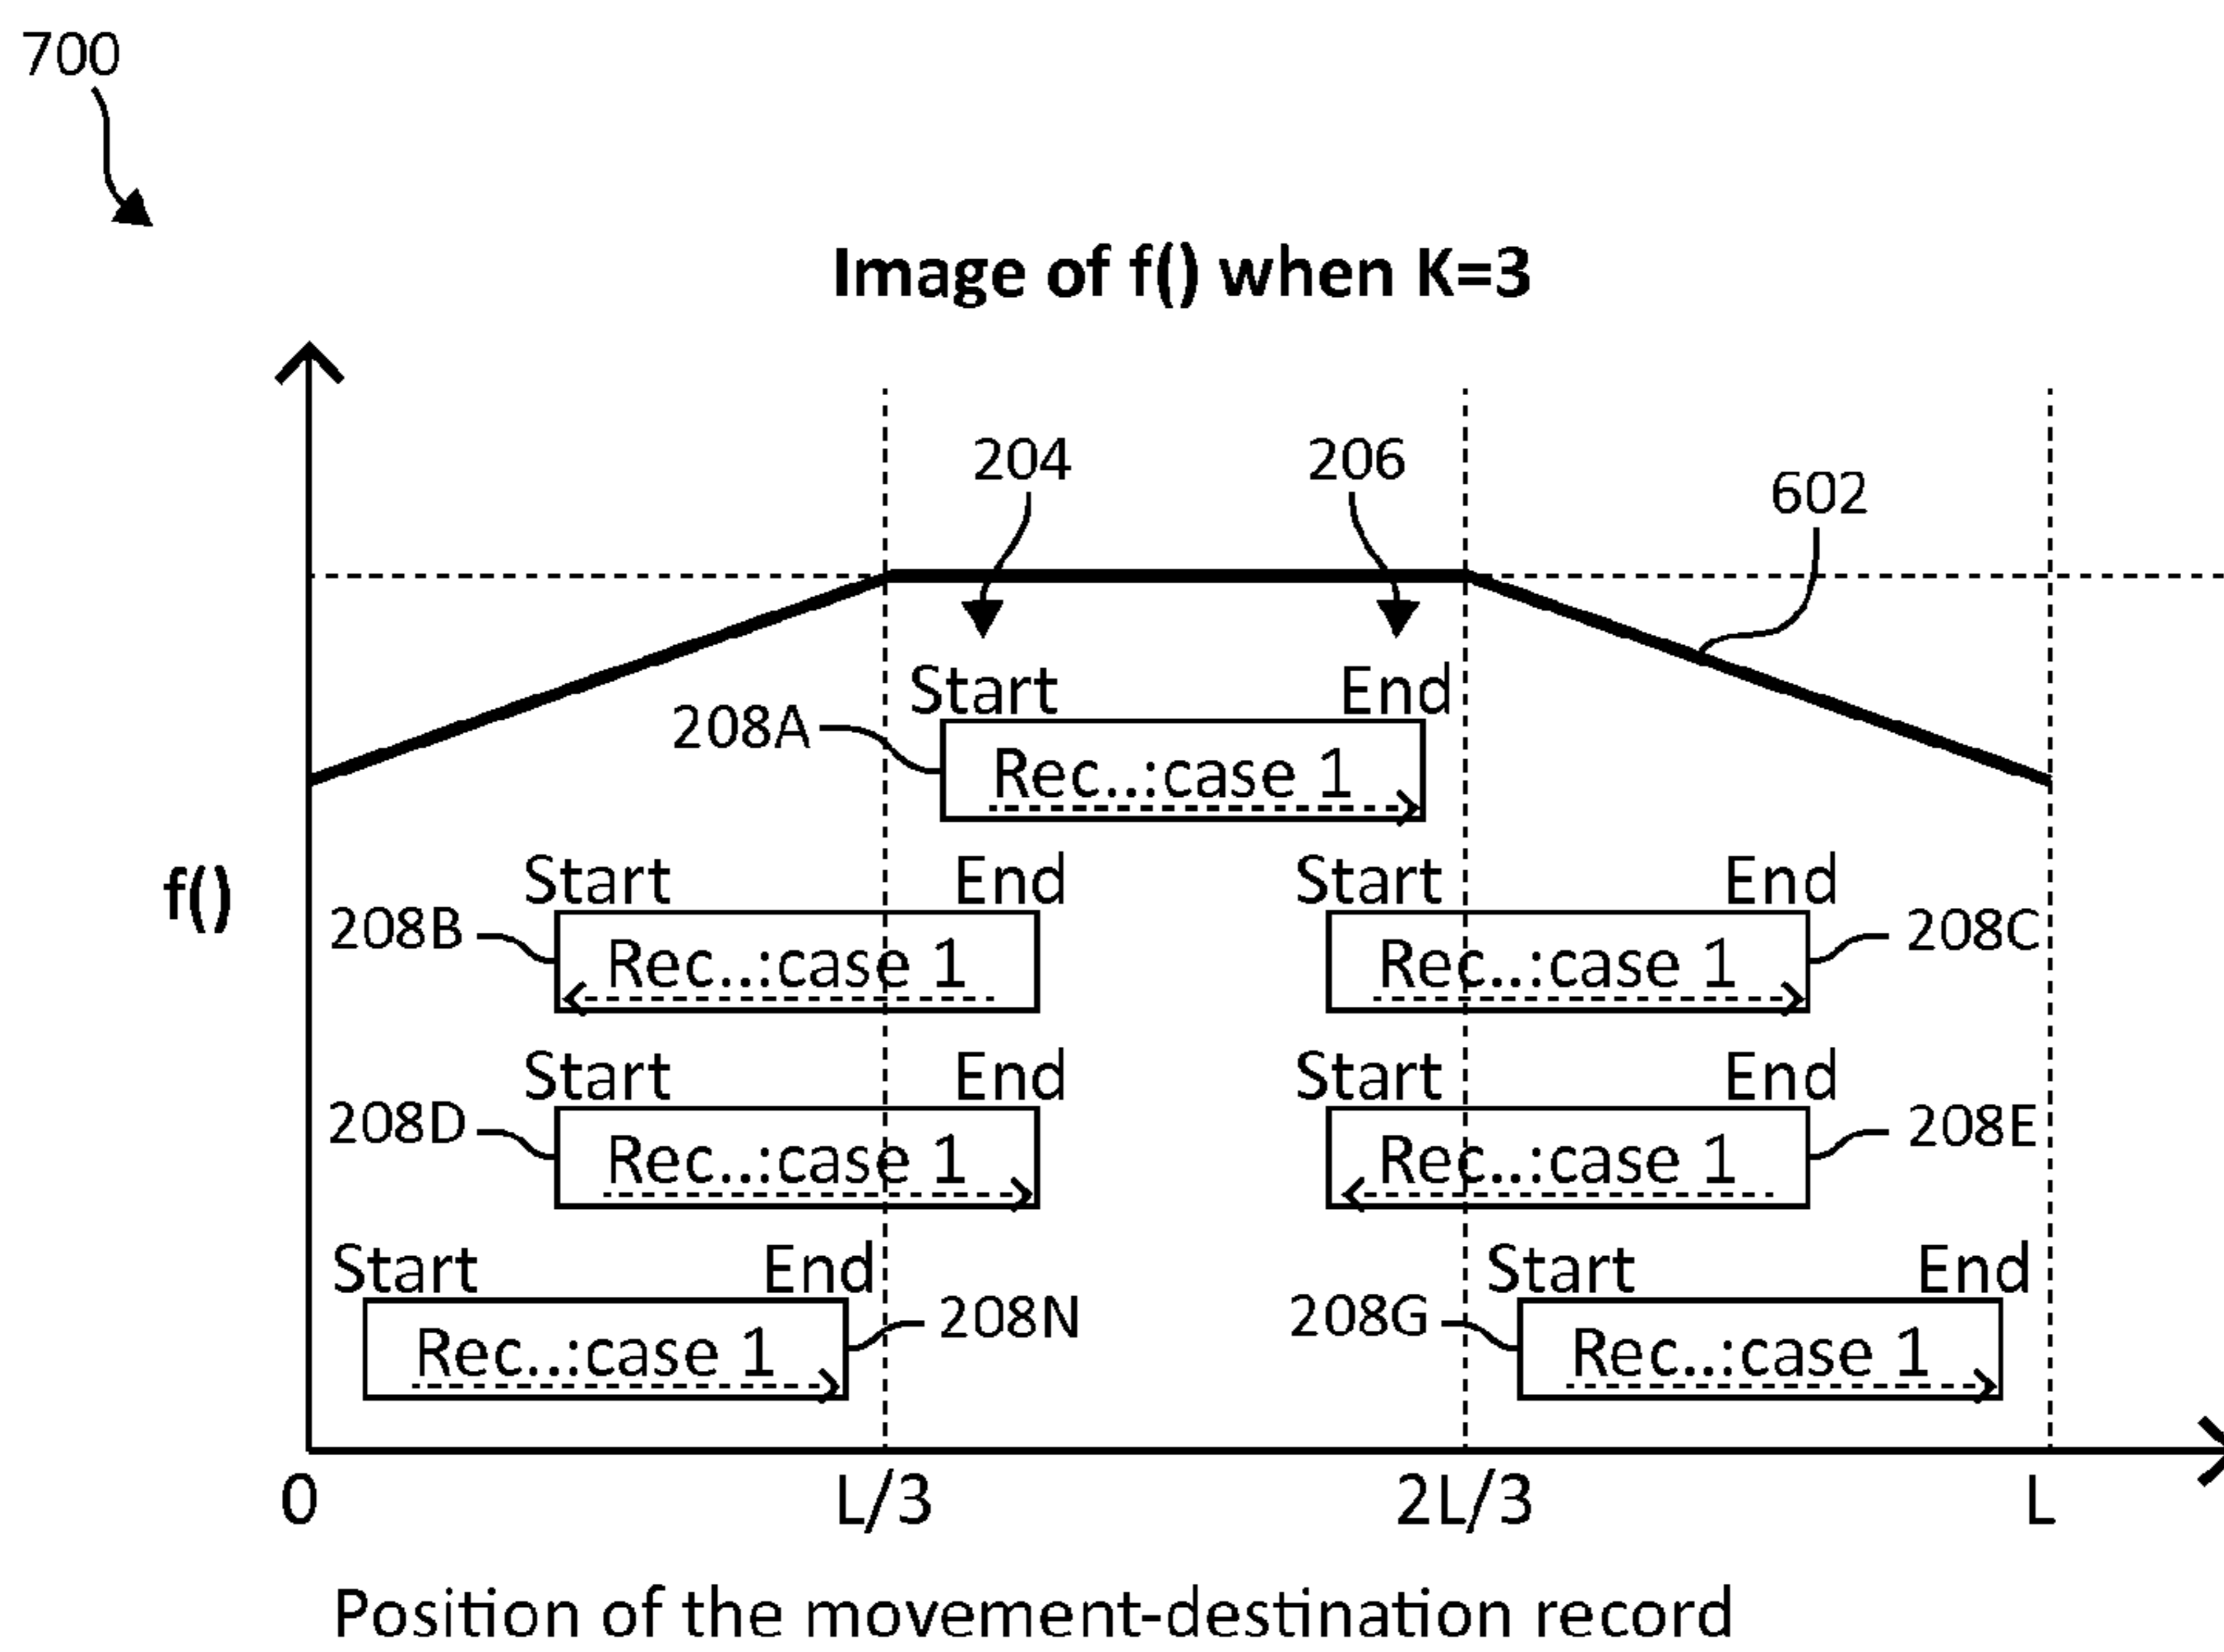 700
Image of f() when K=3
204 206
602
Start End
208A
Rec..:case 1
f()
Start End Start End
208B Rec..:case 1 Rec..:case 1 208C
Start End Start End
208D Rec..:case 1 Rec..:case 1 208E
Start End Start End
Rec..:case 1 208N 208G Rec..:case 1
0 L/3 2L/3 L
Position of the movement-destination record